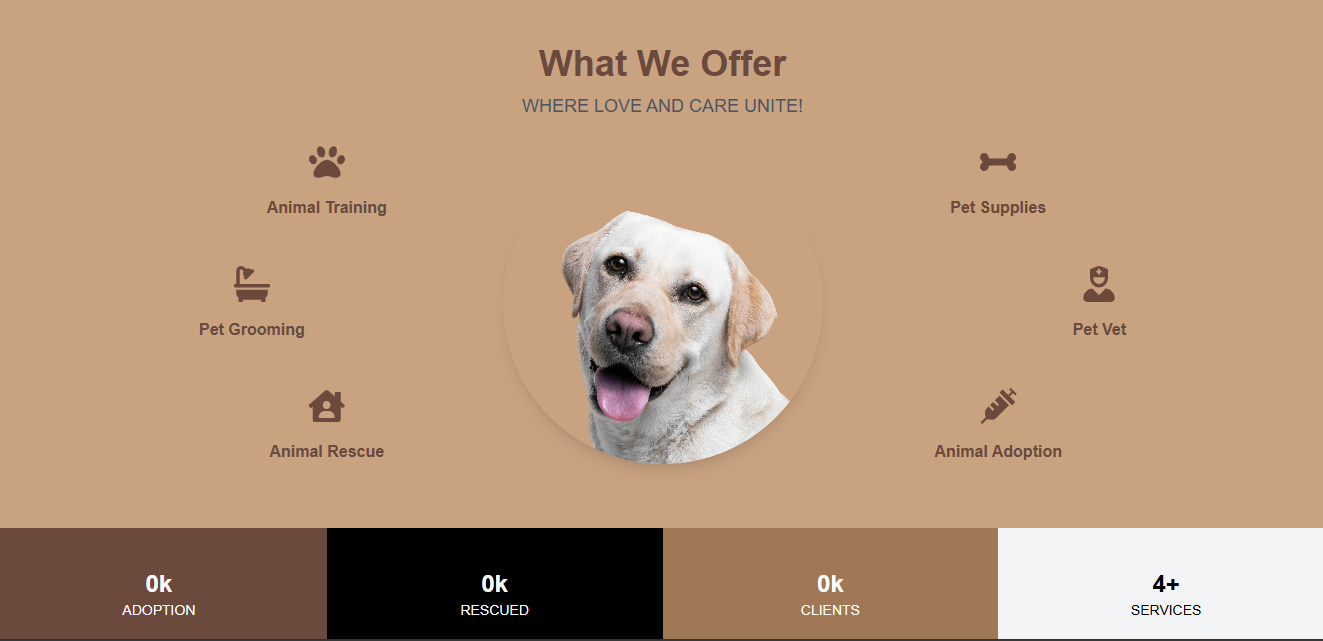 What We Offer
WHERE LOVE AND CARE UNITE!
Animal Training
Pet Supplies
Pet Grooming
Pet Vet
Animal Rescue
Animal Adoption
0k
ADOPTION
0k
RESCUED
0k
CLIENTS
4+
SERVICES